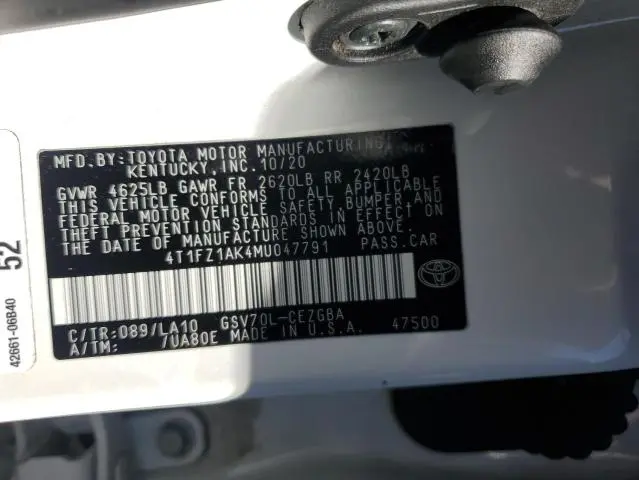 MFD. BY: TOYOTA MOTOR MANUFACTURING,
KENTUCKY, INC. 10/20
GVWR 4625LB GAWR FR 2620LB RR 2420LB
THIS VEHICLE CONFORMS TO ALL APPLICABLE
FEDERAL MOTOR VEHICLE SAFETY, BUMPER, AND
THEFT PREVENTION STANDARDS IN EFFECT ON
THE DATE OF MANUFACTURE SHOWN ABOVE.
4T1FZ1AK4MU047791 PASS.CAR
C/TR: 089/LA10 GSV70L-CEZGBA
A/TM: 7UA80E MADE IN U.S.A. 47500
52
42661-06B40